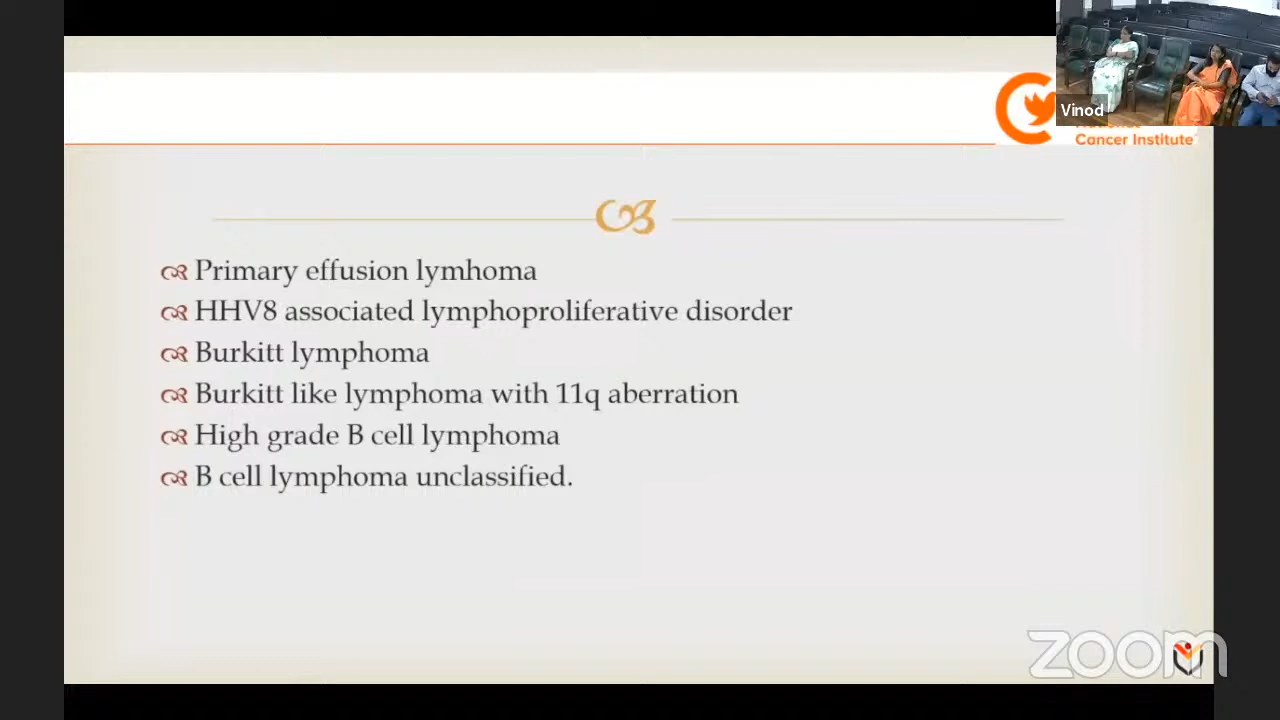 Vinod
Cancer Institute
Primary effusion lymhoma
HHV8 associated lymphoproliferative disorder
Burkitt lymphoma
Burkitt like lymphoma with 11q aberration
High grade B cell lymphoma
B cell lymphoma unclassified.
zoom